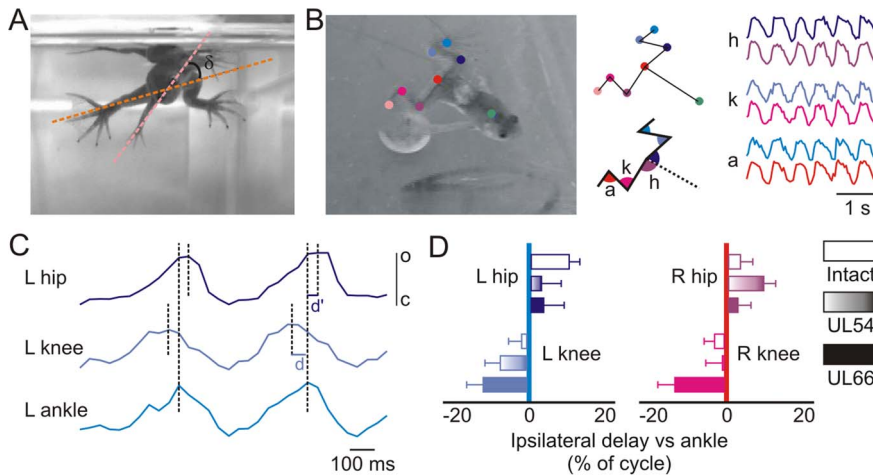 A
δ
B
h
k
a
a
k
h
1 s
C
L hip
L knee
L ankle
o
c
d'
d
100 ms
D
L hip
L knee
R hip
R knee
-20
0
20
-20
0
20
Ipsilateral delay vs ankle
(% of cycle)
Intact
UL54
UL66